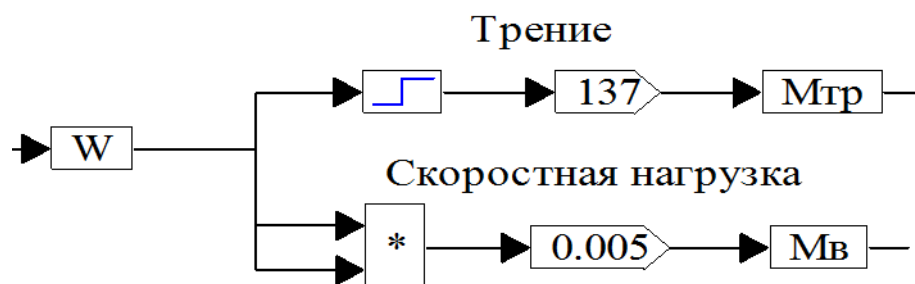 Трение
137
Мтр
W
Скоростная нагрузка
*
0.005
Мв